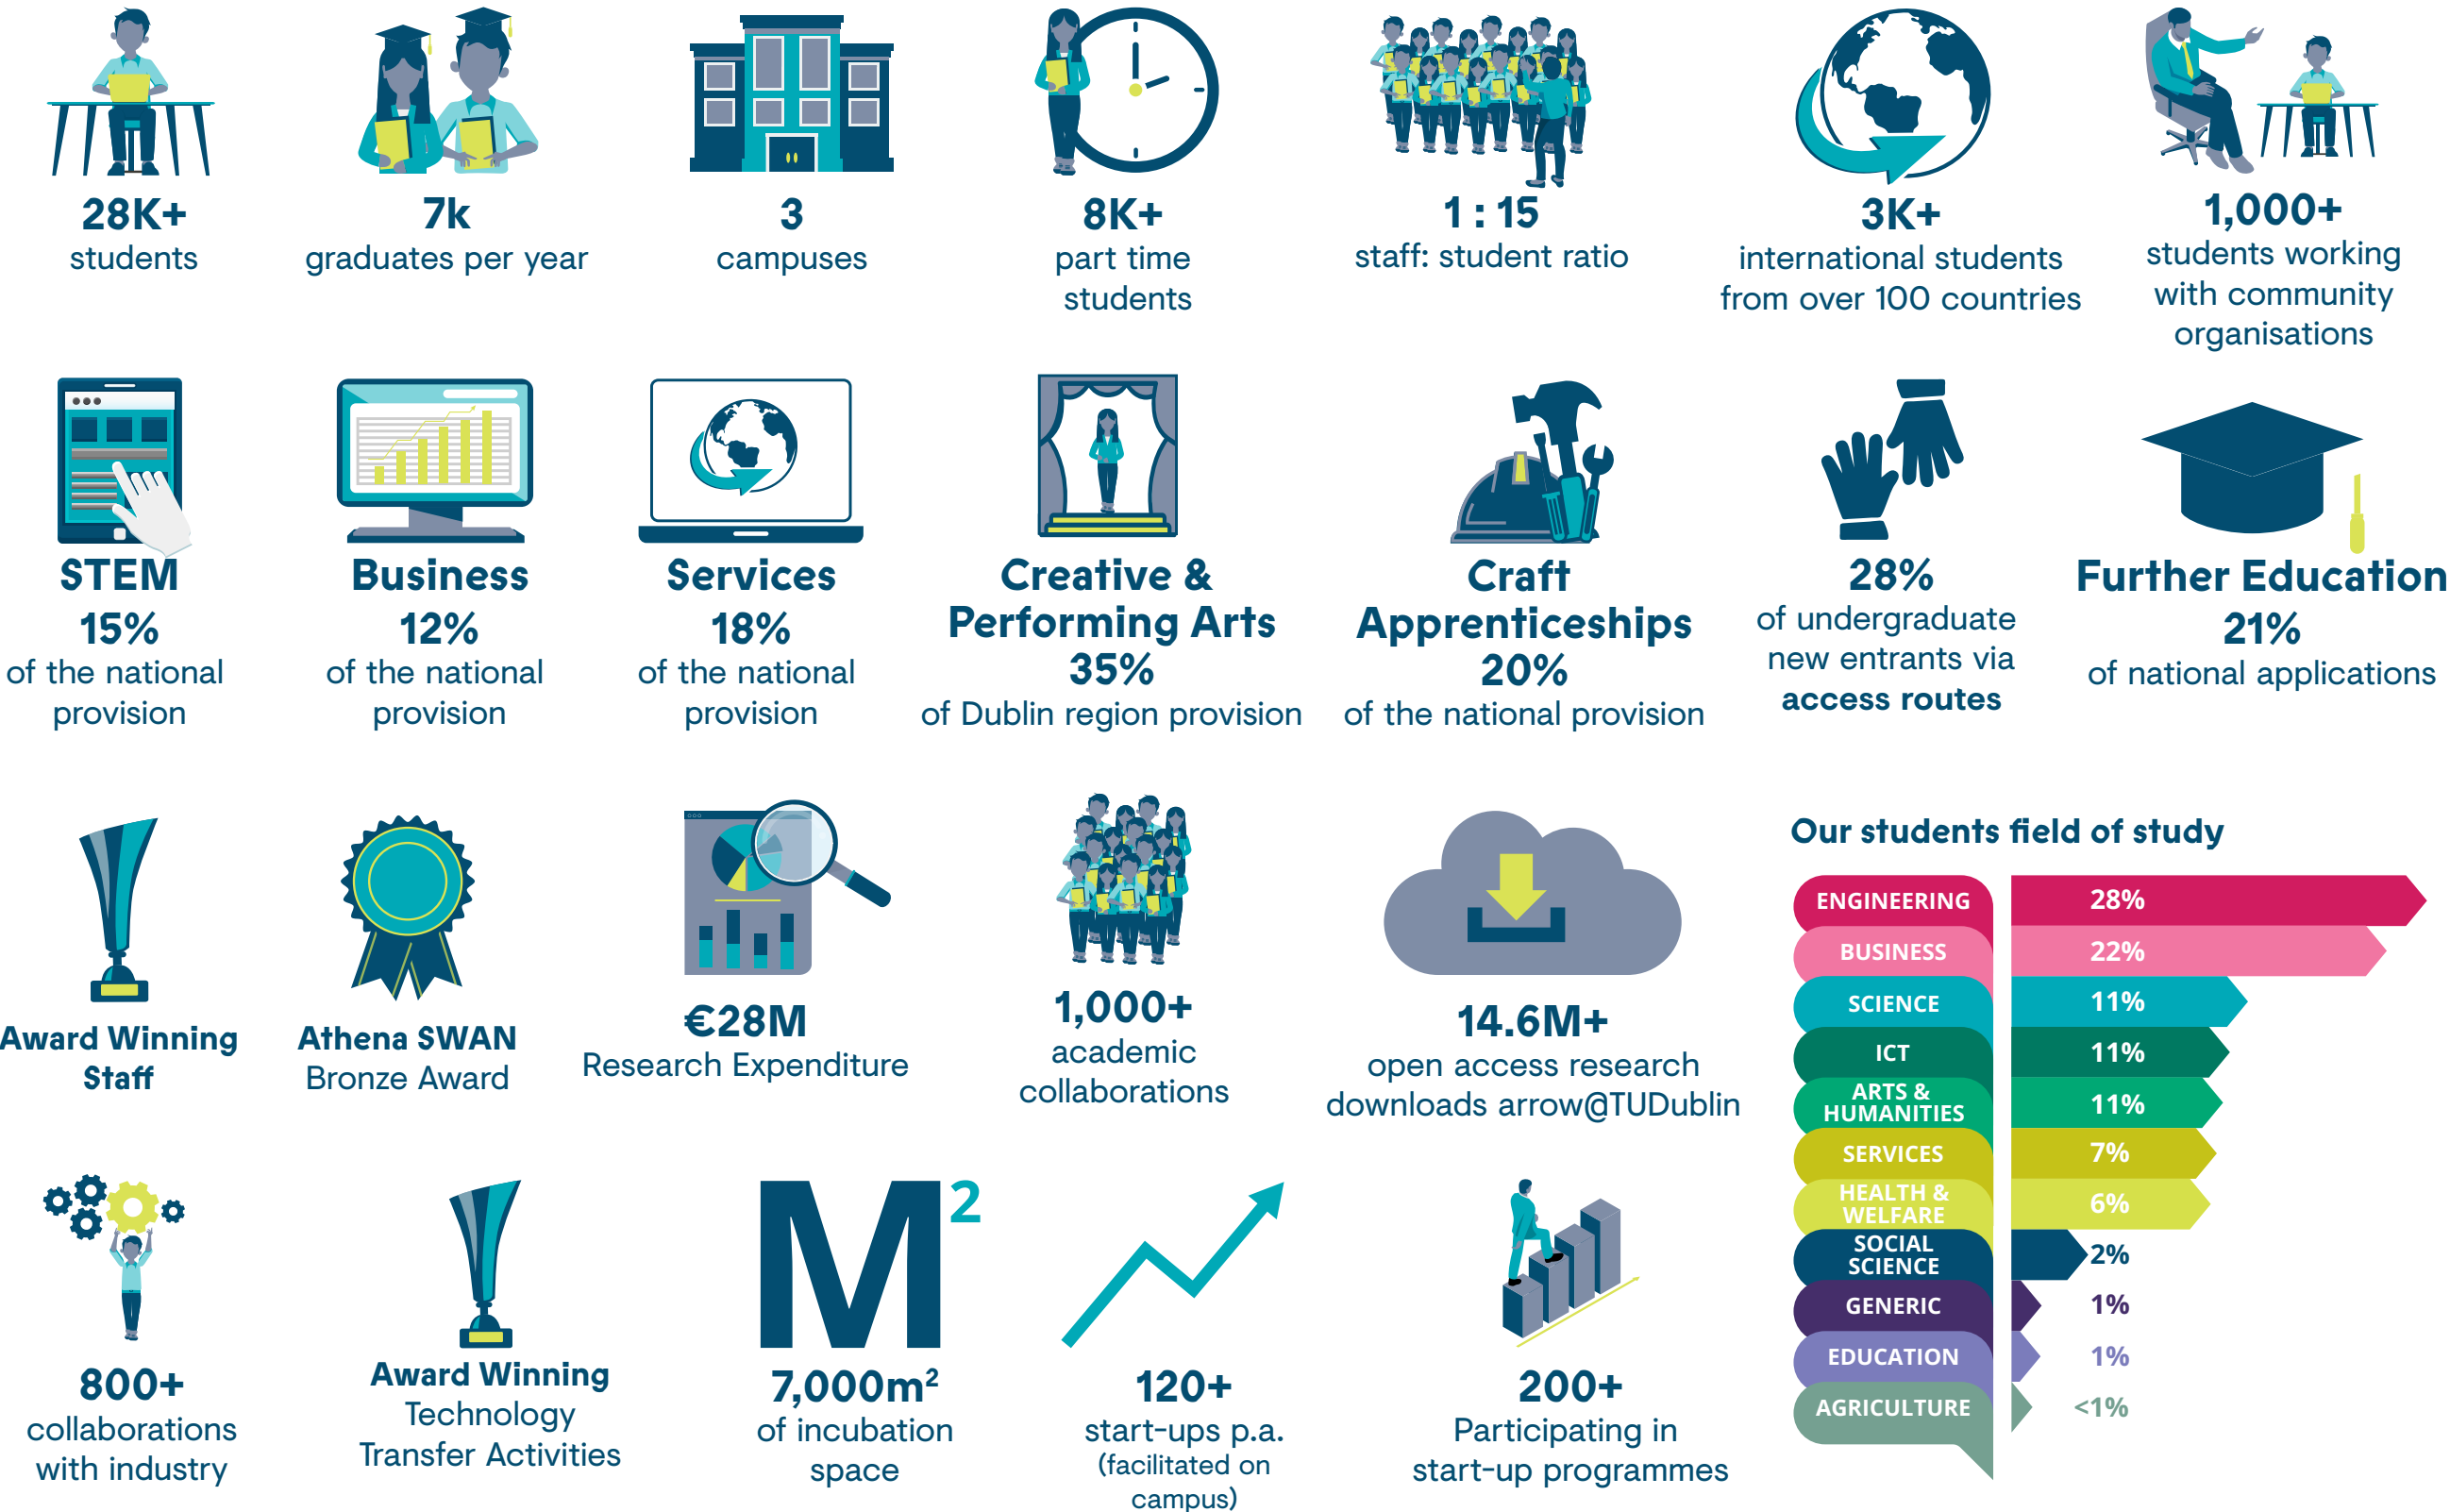 28K+
students
7k
graduates per year
3
campuses
8K+
part time
students
1 : 15
staff: student ratio
3K+
international students
from over 100 countries
1,000+
students working
with community
organisations
STEM
15%
of the national
provision
Business
12%
of the national
provision
Services
18%
of the national
provision
Creative &
Performing Arts
35%
of Dublin region provision
Craft
Apprenticeships
20%
of the national provision
28%
of undergraduate
new entrants via
access routes
Further Education
21%
of national applications
Award Winning
Staff
Athena SWAN
Bronze Award
€28M
Research Expenditure
1,000+
academic
collaborations
14.6M+
open access research
downloads arrow@TUDublin
800+
collaborations
with industry
Award Winning
Technology
Transfer Activities
M²
7,000m²
of incubation
space
120+
start-ups p.a.
(facilitated on
campus)
200+
Participating in
start-up programmes
Our students field of study
ENGINEERING 28%
BUSINESS 22%
SCIENCE 11%
ICT 11%
ARTS &
HUMANITIES 11%
SERVICES 7%
HEALTH &
WELFARE 6%
SOCIAL
SCIENCE 2%
GENERIC 1%
EDUCATION 1%
AGRICULTURE <1%